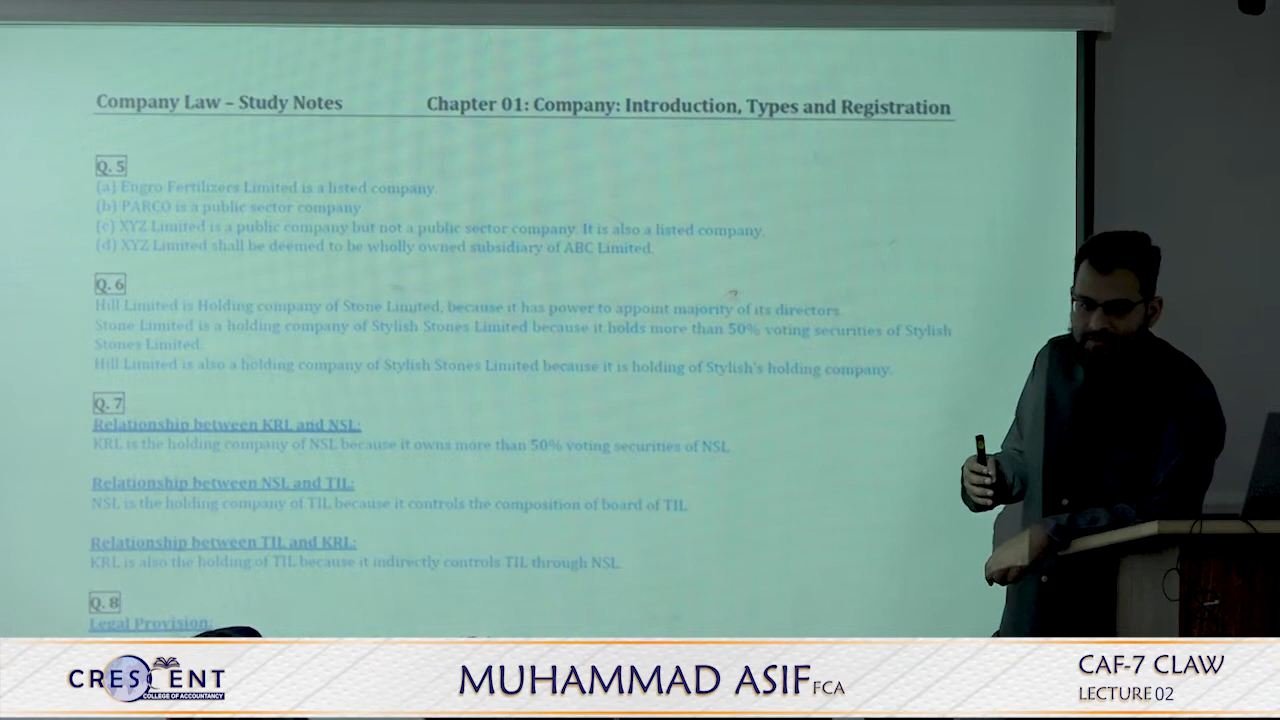 Company Law – Study Notes Chapter 01: Company: Introduction, Types and Registration
Q. 5
(a) Engro Fertilizers Limited is a listed company.
(b) PARCO is a public sector company.
(c) XYZ Limited is a public company but not a public sector company. It is also a listed company.
(d) XYZ Limited shall be deemed to be wholly owned subsidiary of ABC Limited.
Q. 6
Hill Limited is Holding company of Stone Limited, because it has power to appoint majority of its directors.
Stone Limited is a holding company of Stylish Stones Limited because it holds more than 50% voting securities of Stylish
Stones Limited.
Hill Limited is also a holding company of Stylish Stones Limited because it is holding of Stylish's holding company.
Q. 7
Relationship between KRL and NSL:
KRL is the holding company of NSL because it owns more than 50% voting securities of NSL.
Relationship between NSL and TIL:
NSL is the holding company of TIL because it controls the composition of board of TIL.
Relationship between TIL and KRL:
KRL is also the holding of TIL because it indirectly controls TIL through NSL.
Q. 8
Legal Provision:
CRESCENT
COLLEGE OF ACCOUNTANCY
MUHAMMAD ASIF FCA
CAF-7 CLAW
LECTURE 02